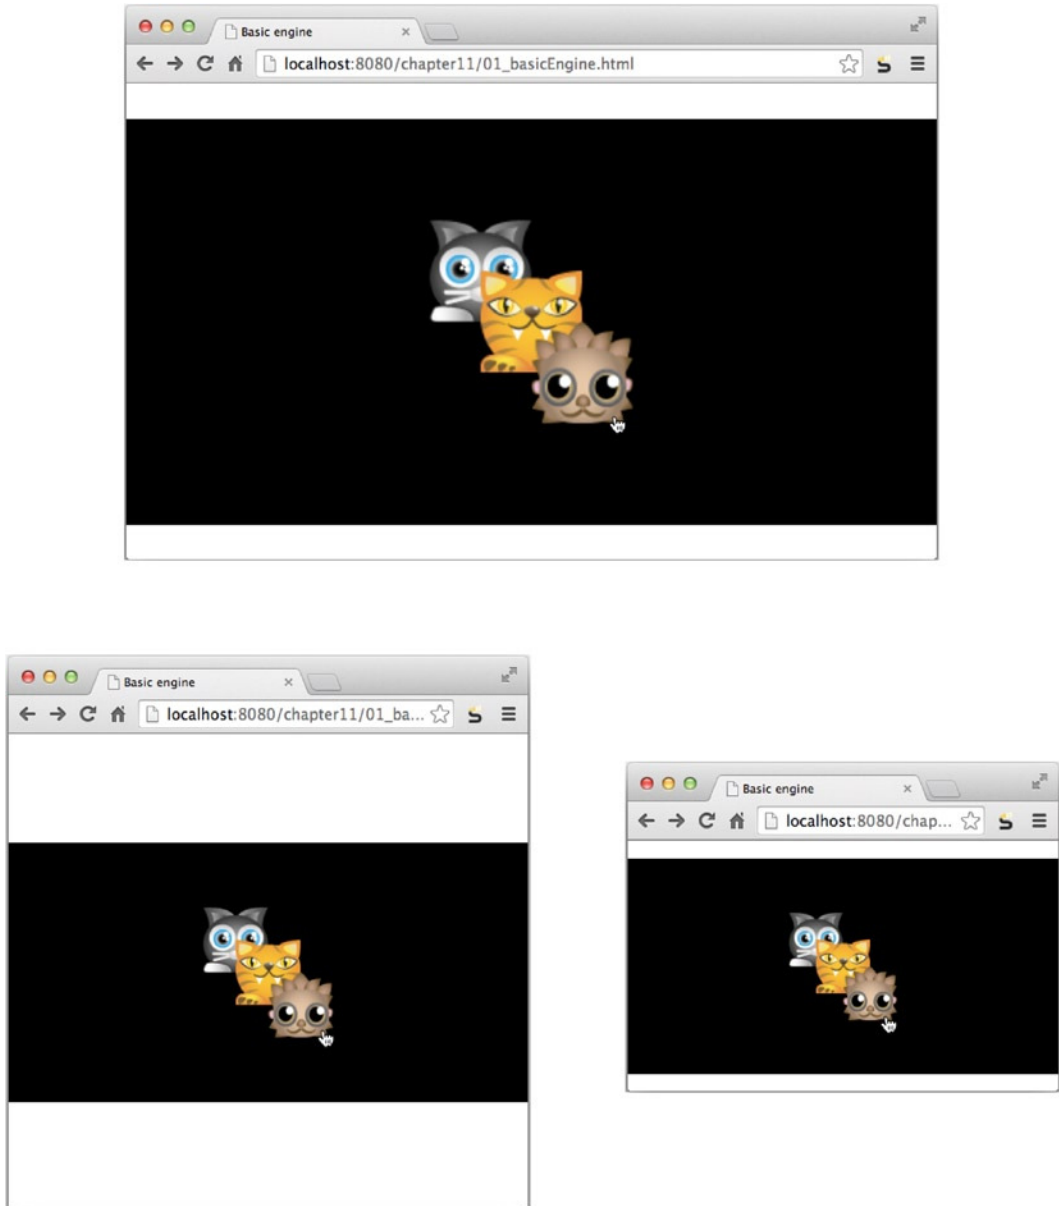 Basic engine
localhost:8080/chapter11/01_basicEngine.html
Basic engine
localhost:8080/chapter11/01_ba...
Basic engine
localhost:8080/chap...